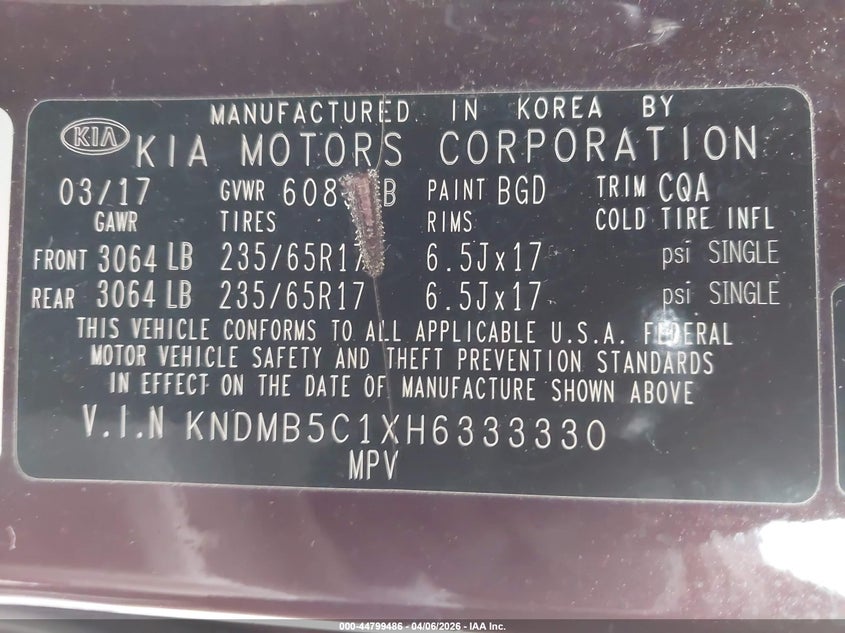 MANUFACTURED IN KOREA BY
KIA KIA MOTORS CORPORATION
03/17 GVWR PAINT BGD TRIM CQA
GAWR TIRES RIMS COLD TIRE INFL
FRONT 3064 LB 235/65R17 6.5Jx17 psi SINGLE
REAR 3064 LB 235/65R17 6.5Jx17 psi SINGLE
THIS VEHICLE CONFORMS TO ALL APPLICABLE U.S.A. FEDERAL
MOTOR VEHICLE SAFETY AND THEFT PREVENTION STANDARDS
IN EFFECT ON THE DATE OF MANUFACTURE SHOWN ABOVE
V.I.N KNDMB5C1XH6333330
MPV
000-44799486 - 04/06/2026 - IAA Inc.